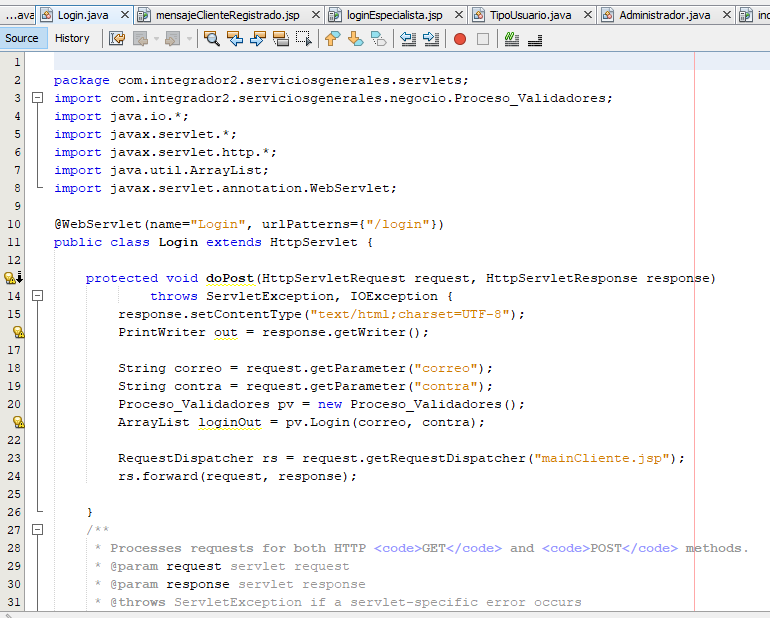 ...ava
Login.java
mensajeClienteRegistrado.jsp
loginEspecialista.jsp
TipoUsuario.java
Administrador.java
Source History
1
2 package com.integrador2.serviciosgenerales.servlets;
3 import com.integrador2.serviciosgenerales.negocio.Proceso_Validadores;
4 import java.io.*;
5 import javax.servlet.*;
6 import javax.servlet.http.*;
7 import java.util.ArrayList;
8 import javax.servlet.annotation.WebServlet;
9
10 @WebServlet(name="Login", urlPatterns={"/login"})
11 public class Login extends HttpServlet {
12
protected void doPost(HttpServletRequest request, HttpServletResponse response)
14 throws ServletException, IOException {
15 response.setContentType("text/html;charset=UTF-8");
PrintWriter out = response.getWriter();
17
18 String correo = request.getParameter("correo");
19 String contra = request.getParameter("contra");
20 Proceso_Validadores pv = new Proceso_Validadores();
ArrayList loginOut = pv.Login(correo, contra);
22
23 RequestDispatcher rs = request.getRequestDispatcher("mainCliente.jsp");
24 rs.forward(request, response);
25
26 }
27 /**
28 * Processes requests for both HTTP <code>GET</code> and <code>POST</code> methods.
29 * @param request servlet request
30 * @param response servlet response
31 * @throws ServletException if a servlet-specific error occurs